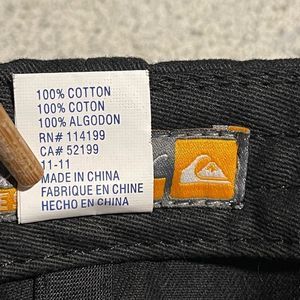 100% COTTON
100% COTON
100% ALGODON
RN# 114199
CA# 52199
11-11
MADE IN CHINA
FABRIQUE EN CHINE
HECHO EN CHINA
E